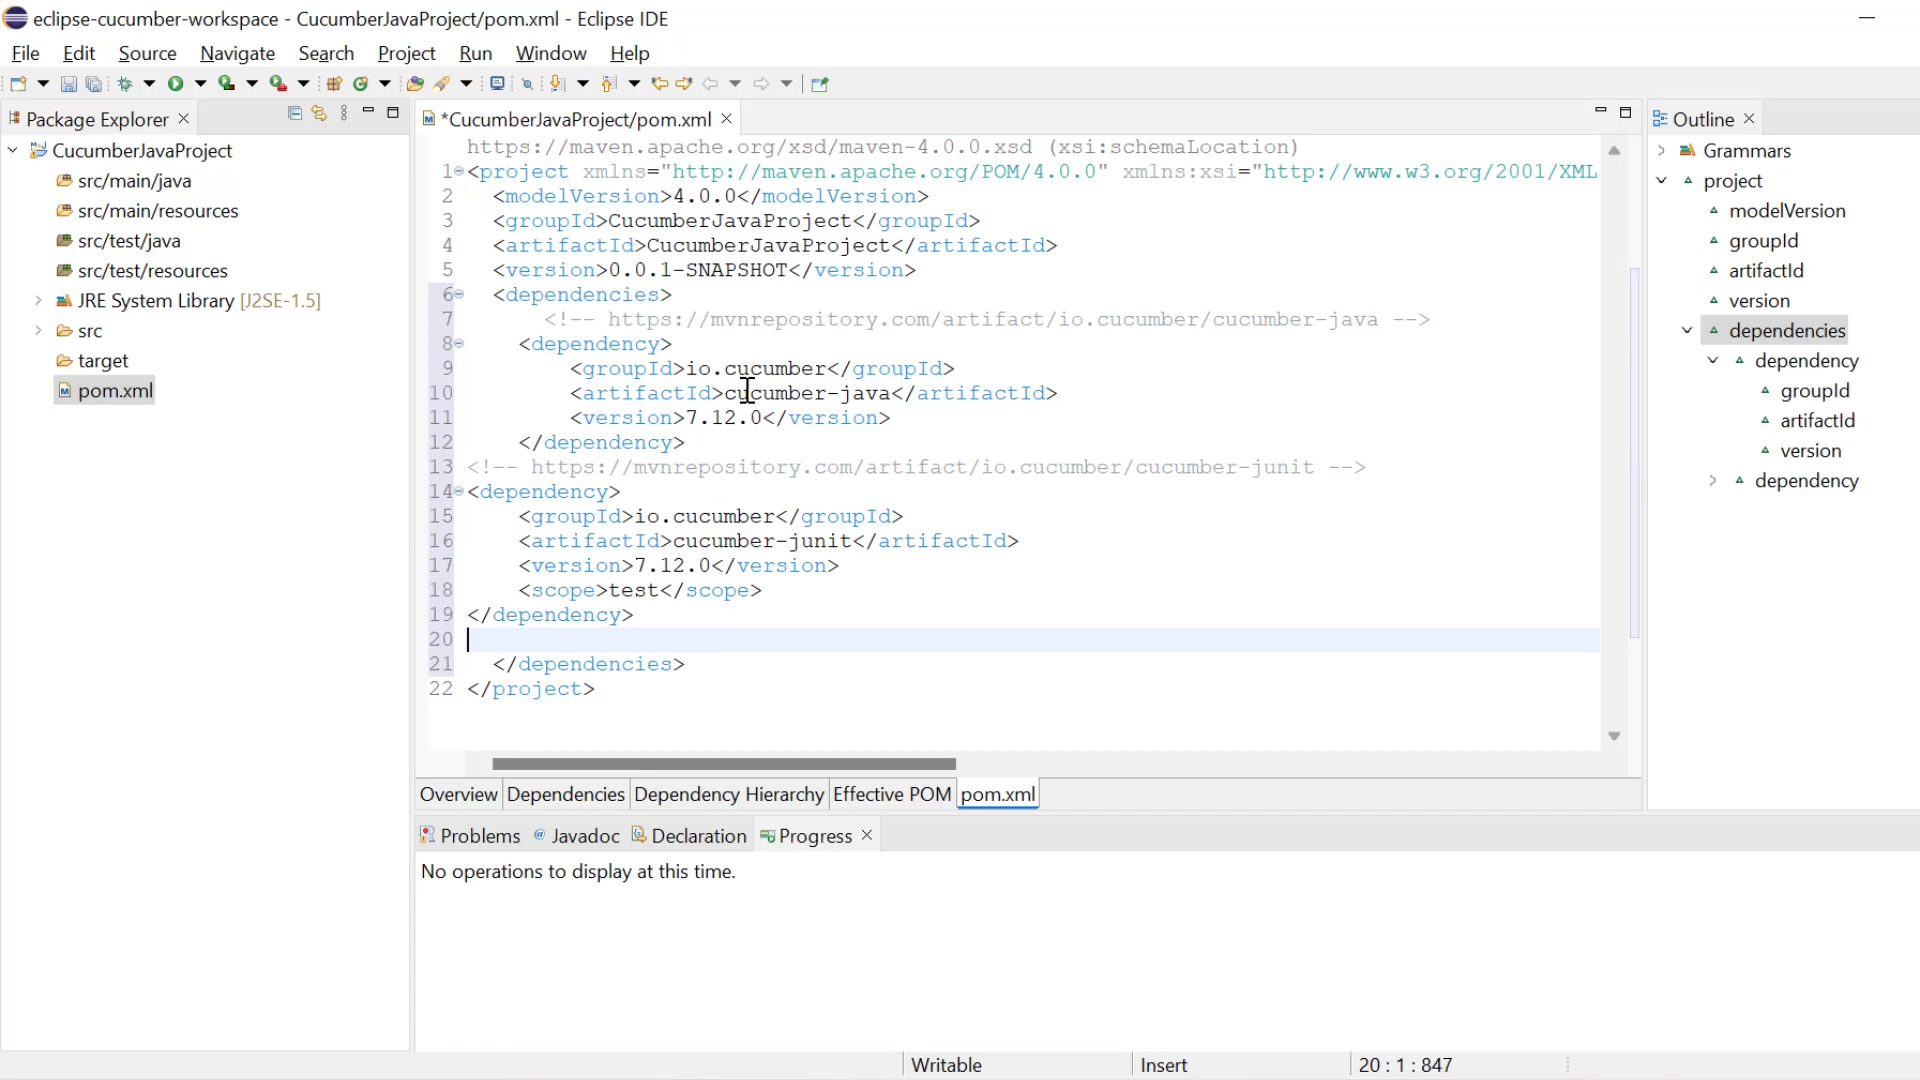 eclipse-cucumber-workspace - CucumberJavaProject/pom.xml - Eclipse IDE
File Edit Source Navigate Search Project Run Window Help
Package Explorer
CucumberJavaProject
src/main/java
src/main/resources
src/test/java
src/test/resources
JRE System Library [J2SE-1.5]
src
target
pom.xml
*CucumberJavaProject/pom.xml
https://maven.apache.org/xsd/maven-4.0.0.xsd (xsi:schemaLocation)
1 <project xmlns="http://maven.apache.org/POM/4.0.0" xmlns:xsi="http://www.w3.org/2001/XML
2 <modelVersion>4.0.0</modelVersion>
3 <groupId>CucumberJavaProject</groupId>
4 <artifactId>CucumberJavaProject</artifactId>
5 <version>0.0.1-SNAPSHOT</version>
6 <dependencies>
7 <!-- https://mvnrepository.com/artifact/io.cucumber/cucumber-java -->
8 <dependency>
9 <groupId>io.cucumber</groupId>
10 <artifactId>cucumber-java</artifactId>
11 <version>7.12.0</version>
12 </dependency>
13 <!-- https://mvnrepository.com/artifact/io.cucumber/cucumber-junit -->
14 <dependency>
15 <groupId>io.cucumber</groupId>
16 <artifactId>cucumber-junit</artifactId>
17 <version>7.12.0</version>
18 <scope>test</scope>
19 </dependency>
20
21 </dependencies>
22 </project>
Overview Dependencies Dependency Hierarchy Effective POM pom.xml
Problems Javadoc Declaration Progress
No operations to display at this time.
Outline
Grammars
project
modelVersion
groupId
artifactId
version
dependencies
dependency
groupId
artifactId
version
dependency
Writable Insert 20 : 1 : 847